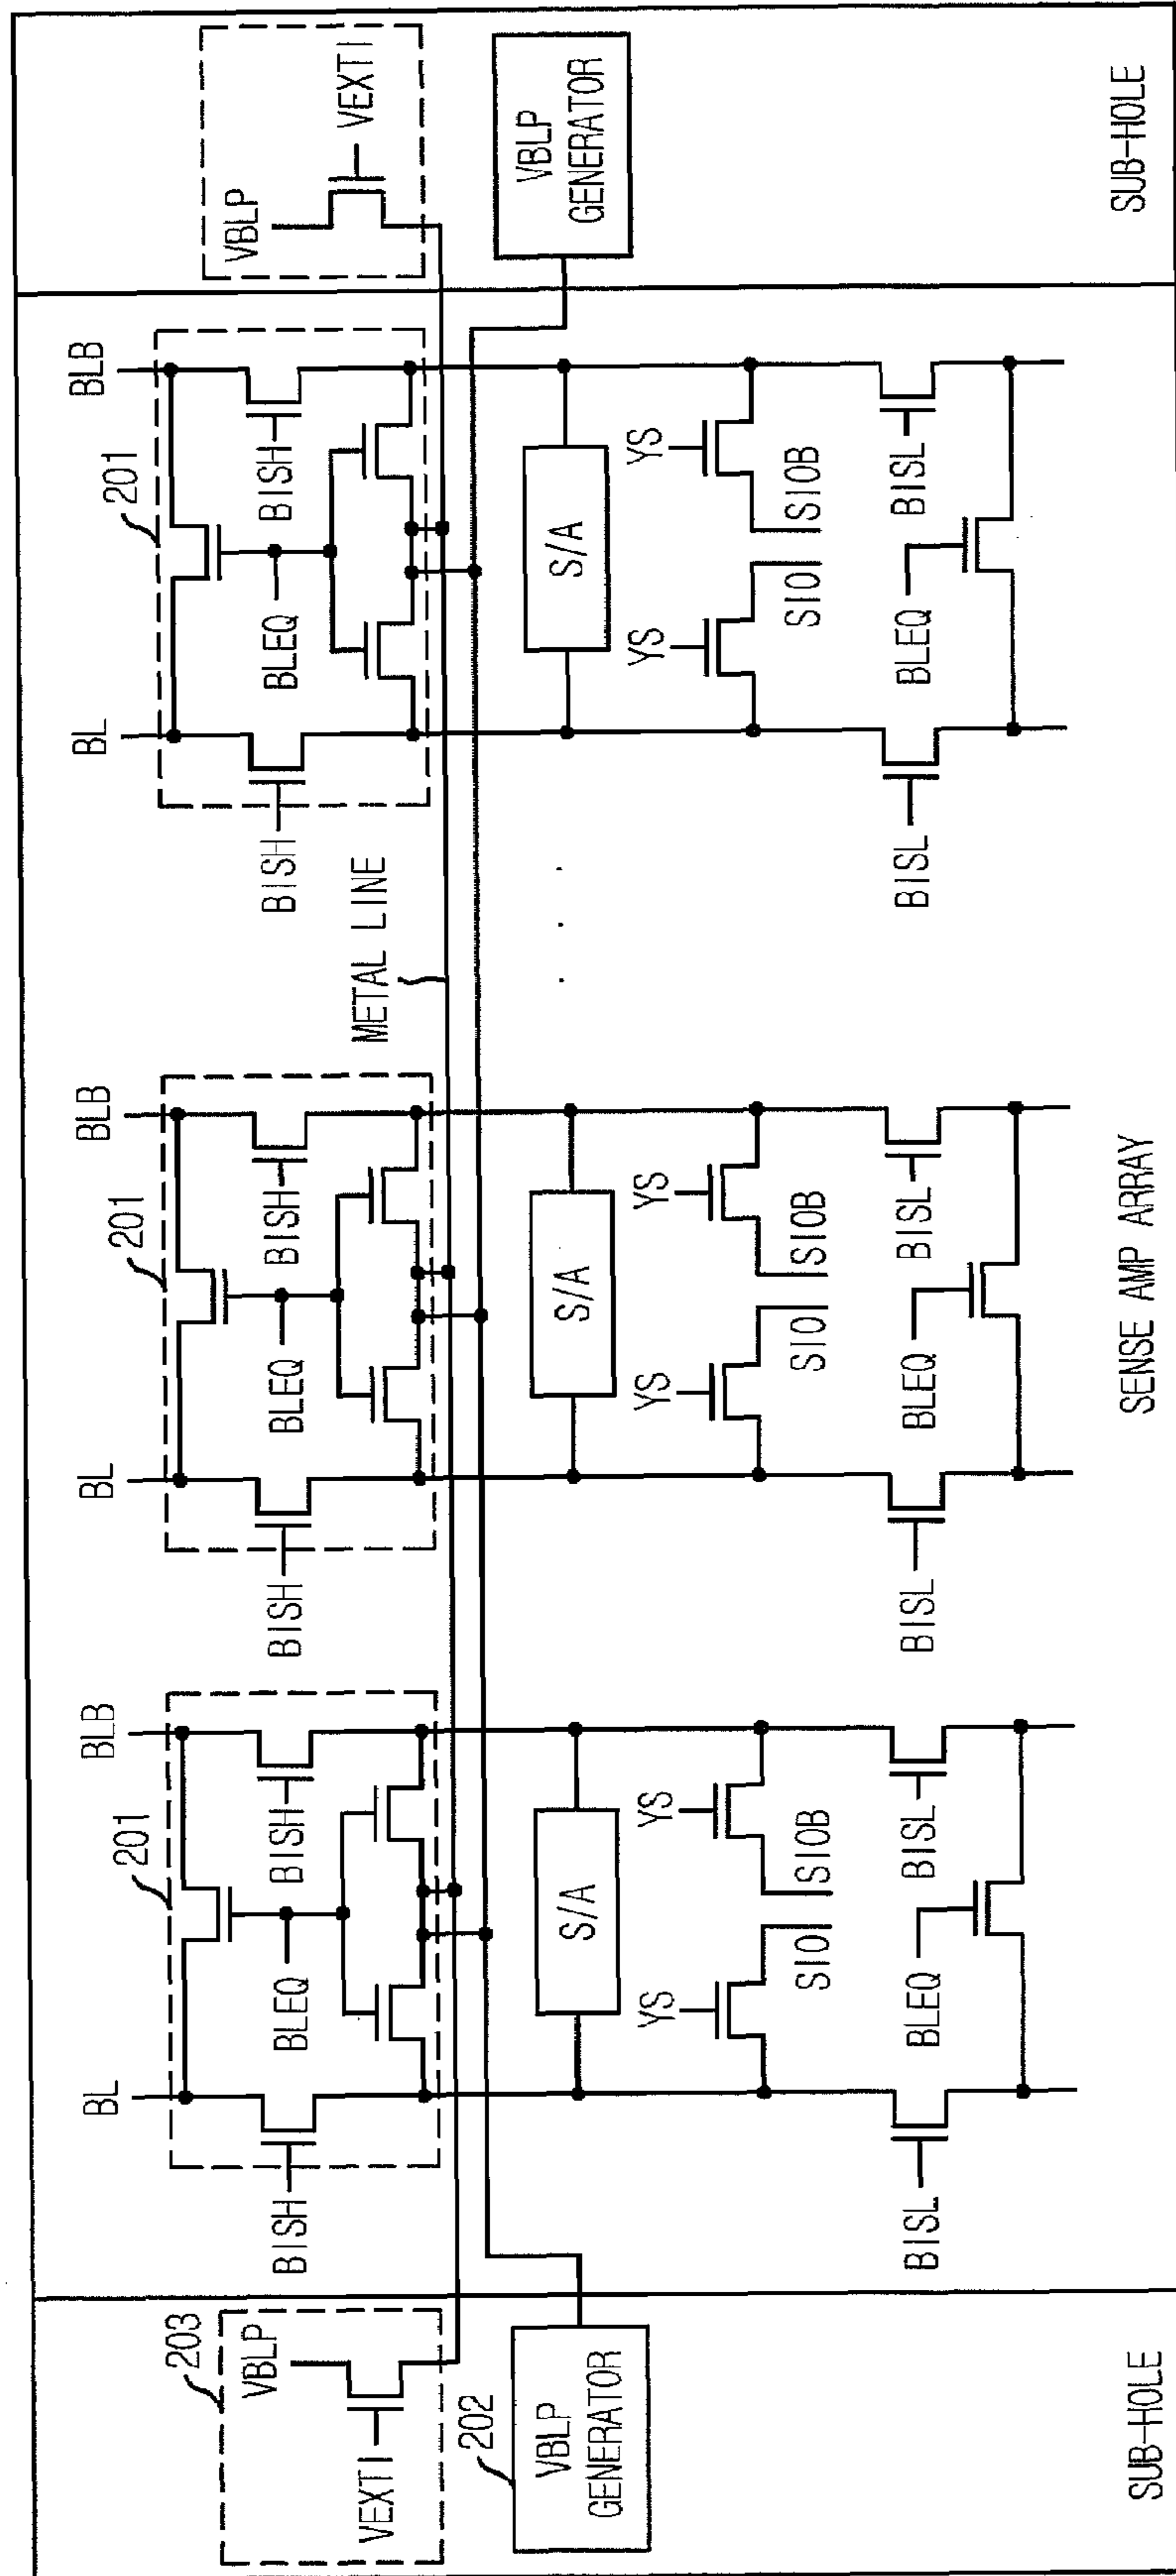 203
VBLP
VEXTI
202
VBLP
GENERATOR
SUB-HOLE
201
BL
BLB
BISH
BLEQ
BISH
S/A
YS
YS
SIO
SIOB
BISL
BLEQ
BISL
201
BL
BLB
BISH
BLEQ
BISH
S/A
YS
YS
SIO
SIOB
BISL
BLEQ
BISL
SENSE AMP ARRAY
METAL LINE
201
BL
BLB
BISH
BLEQ
BISH
S/A
YS
YS
SIO
SIOB
BISL
BLEQ
BISL
VBLP
VEXTI
VBLP
GENERATOR
SUB-HOLE